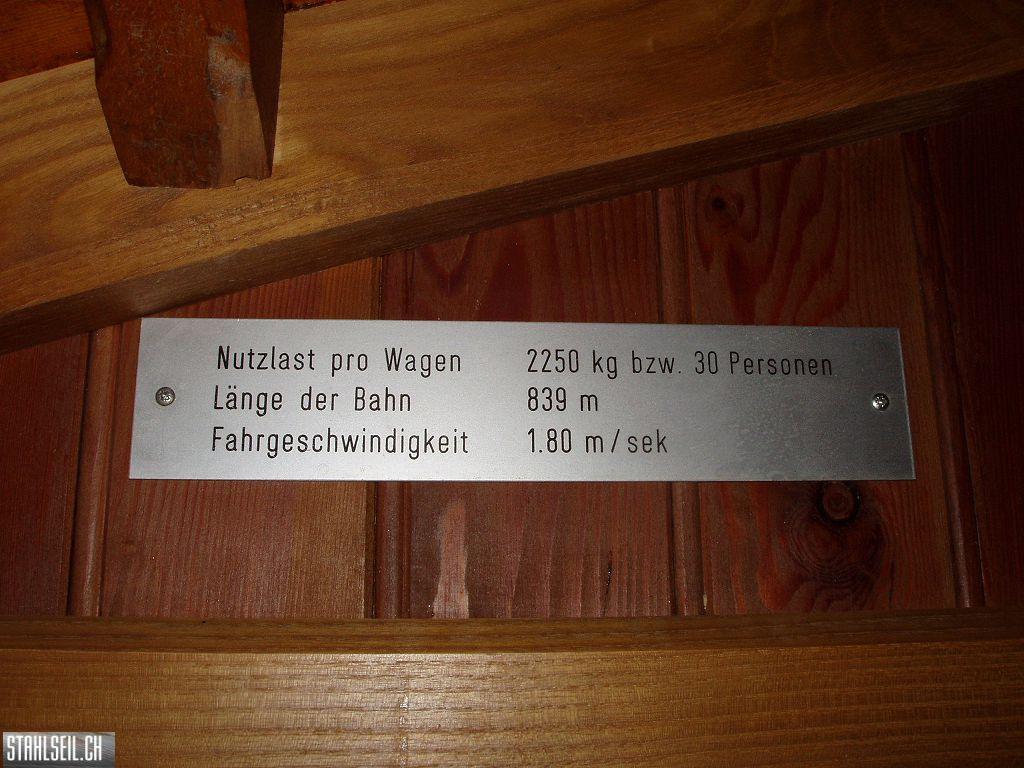 Nutzlast pro Wagen 2250 kg bzw. 30 Personen
Länge der Bahn 839 m
Fahrgeschwindigkeit 1.80 m/sek
STAHLSEIL.CH